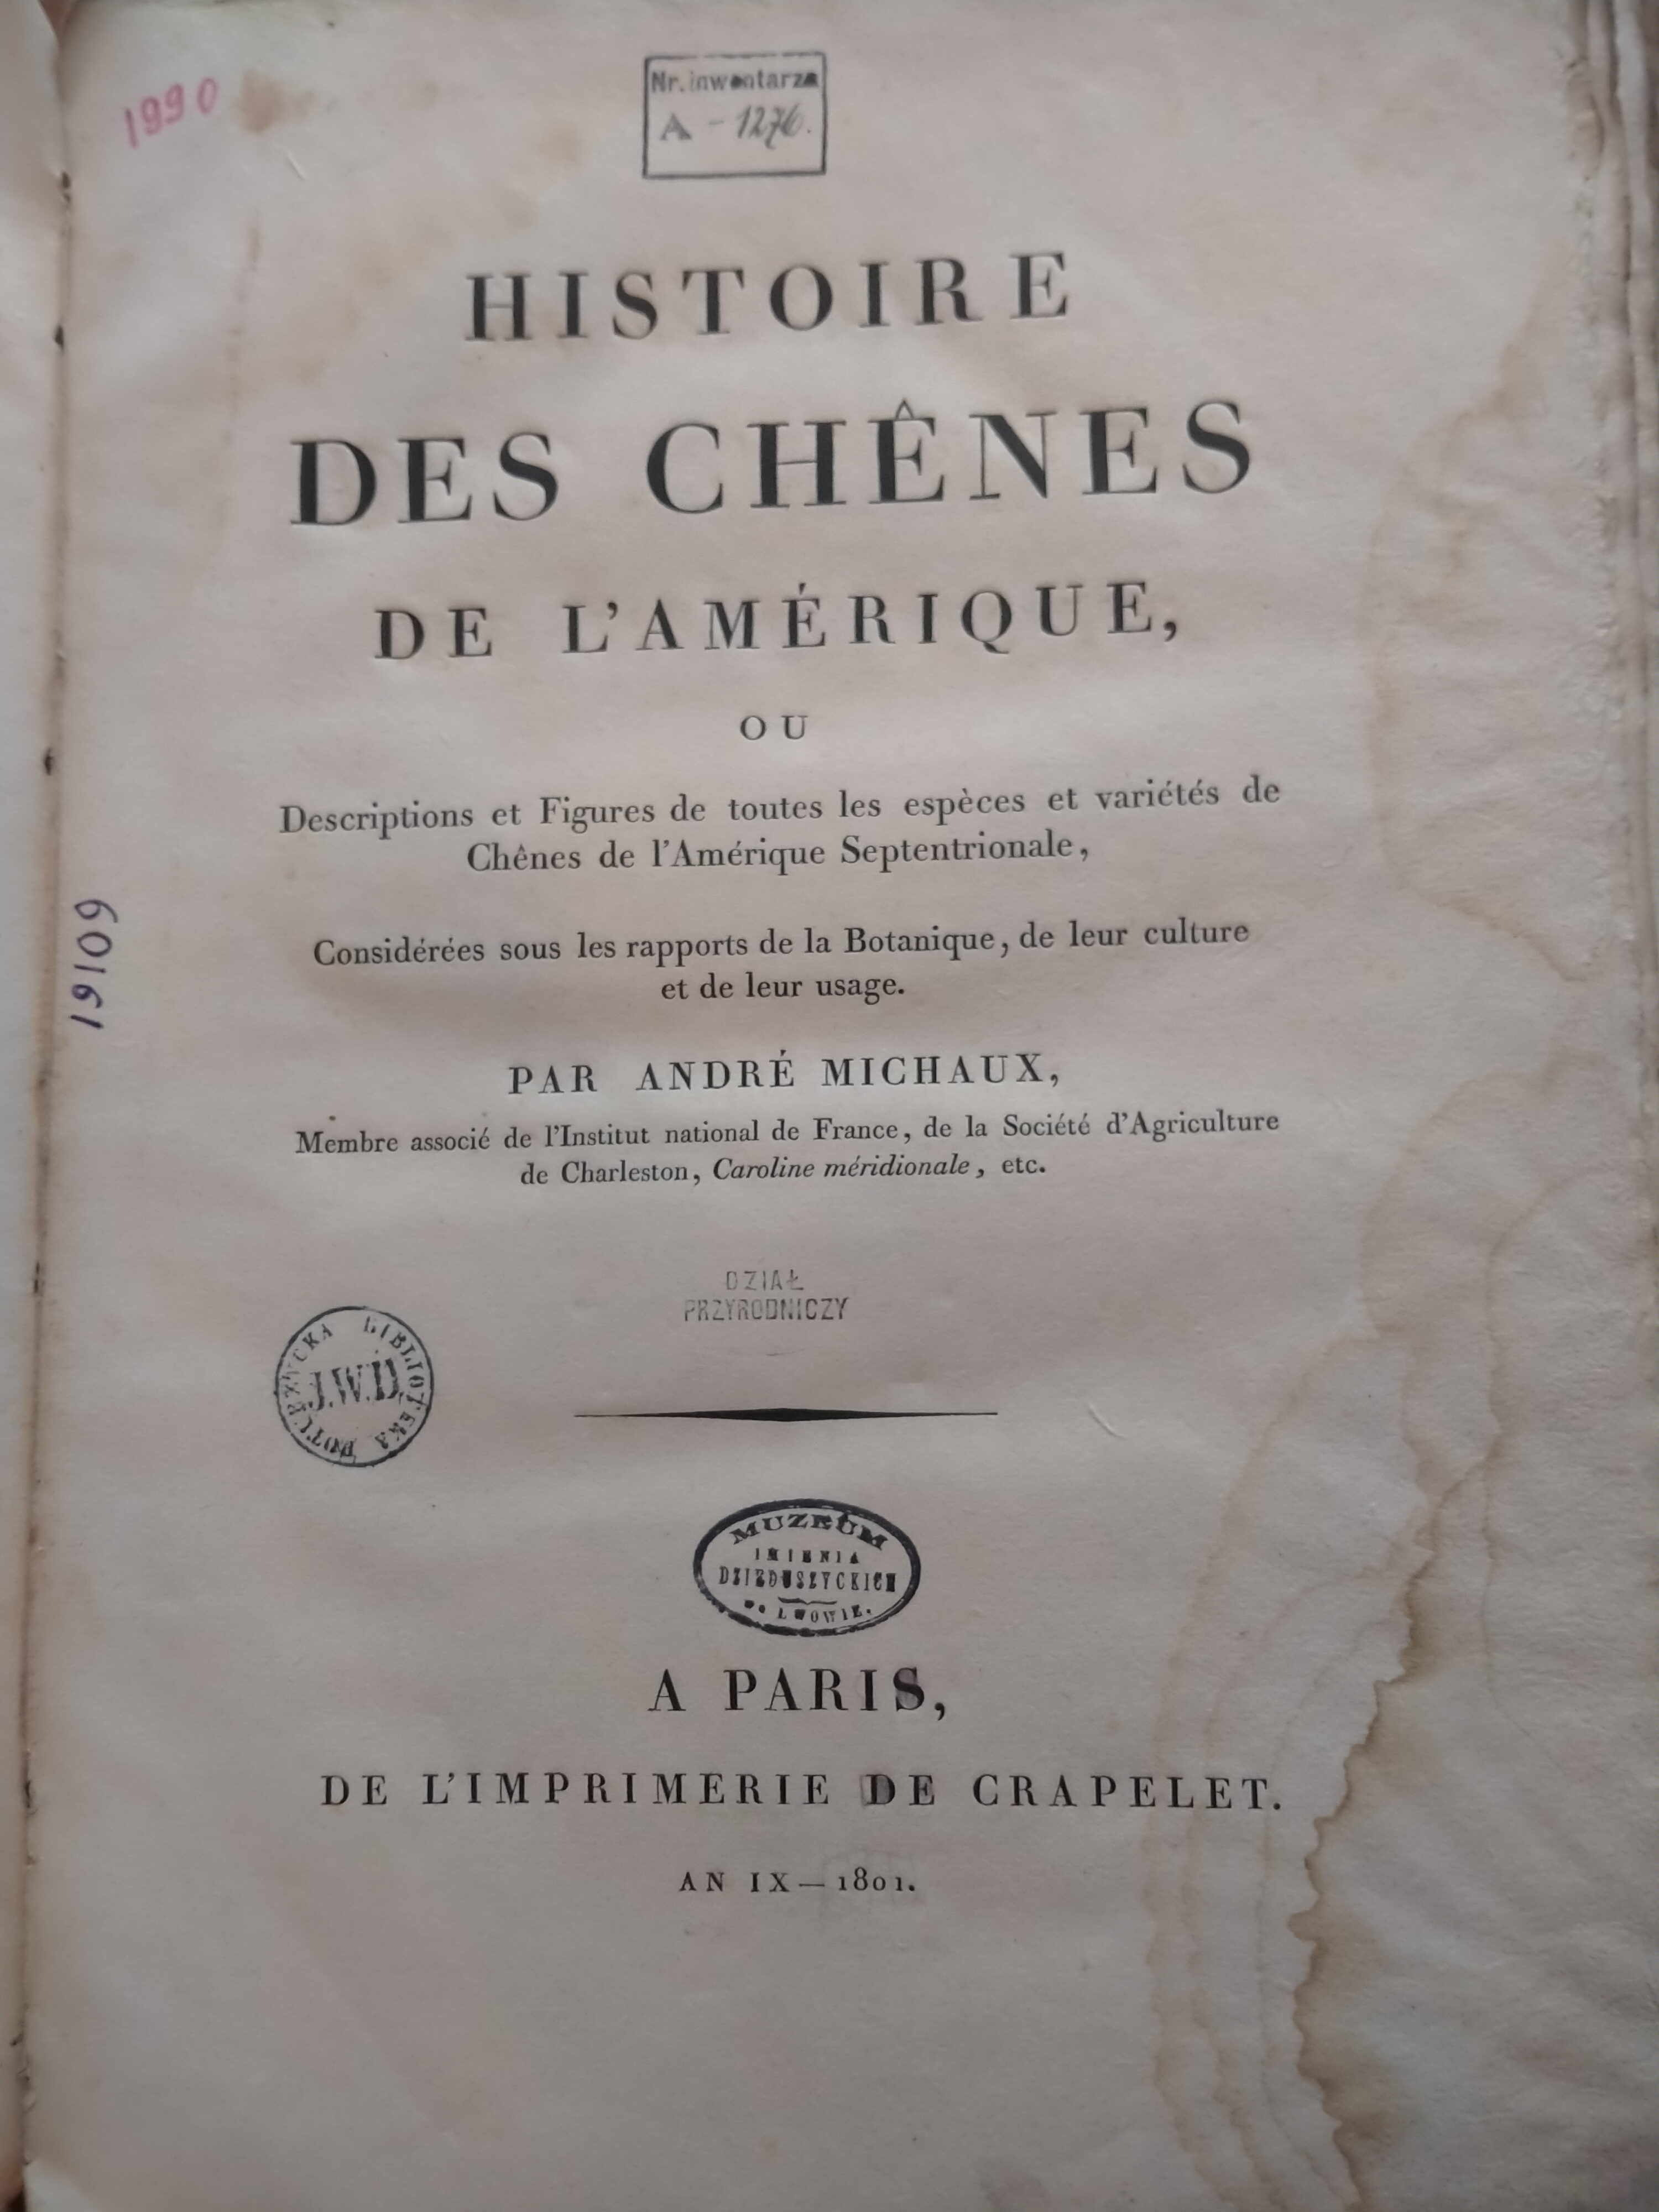 1990
Nr. inwentarza
A - 1276.
HISTOIRE
DES CHÊNES
DE L'AMÉRIQUE,
OU
Descriptions et Figures de toutes les espèces et variétés de
Chênes de l'Amérique Septentrionale,
Considérées sous les rapports de la Botanique, de leur culture
et de leur usage.
19109
PAR ANDRÉ MICHAUX,
Membre associé de l'Institut national de France, de la Société d'Agriculture
de Charleston, Caroline méridionale, etc.
DZIAŁ
PRZYRODNICZY
BIBLIOTEKA POTURZYCKA
J.W.D.
MUZEUM
IMIENIA
DZIEDUSZYCKICH
WE LWOWIE.
A PARIS,
DE L'IMPRIMERIE DE CRAPELET.
AN IX — 1801.